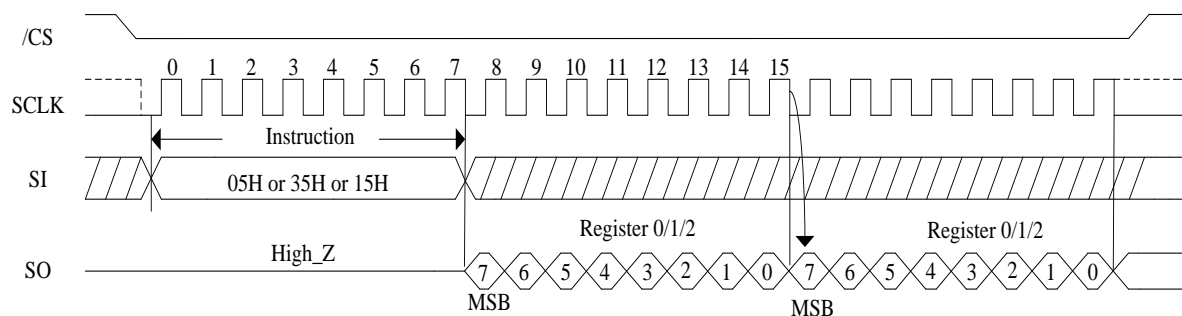 /CS
0 1 2 3 4 5 6 7 8 9 10 11 12 13 14 15
SCLK
Instruction
SI
05H or 35H or 15H
Register 0/1/2
Register 0/1/2
High_Z
SO
7 6 5 4 3 2 1 0 7 6 5 4 3 2 1 0
MSB
MSB